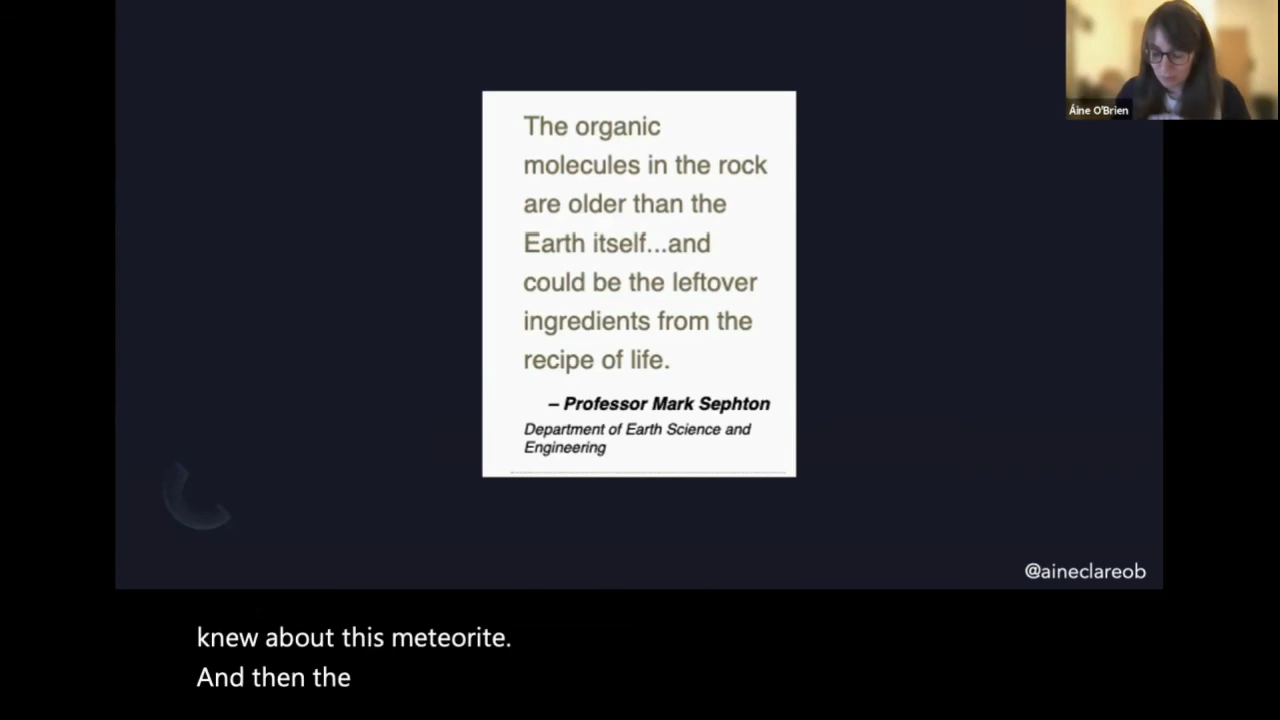 Áine O'Brien
The organic
molecules in the rock
are older than the
Earth itself...and
could be the leftover
ingredients from the
recipe of life.
– Professor Mark Sephton
Department of Earth Science and
Engineering
@aineclareob
knew about this meteorite.
And then the